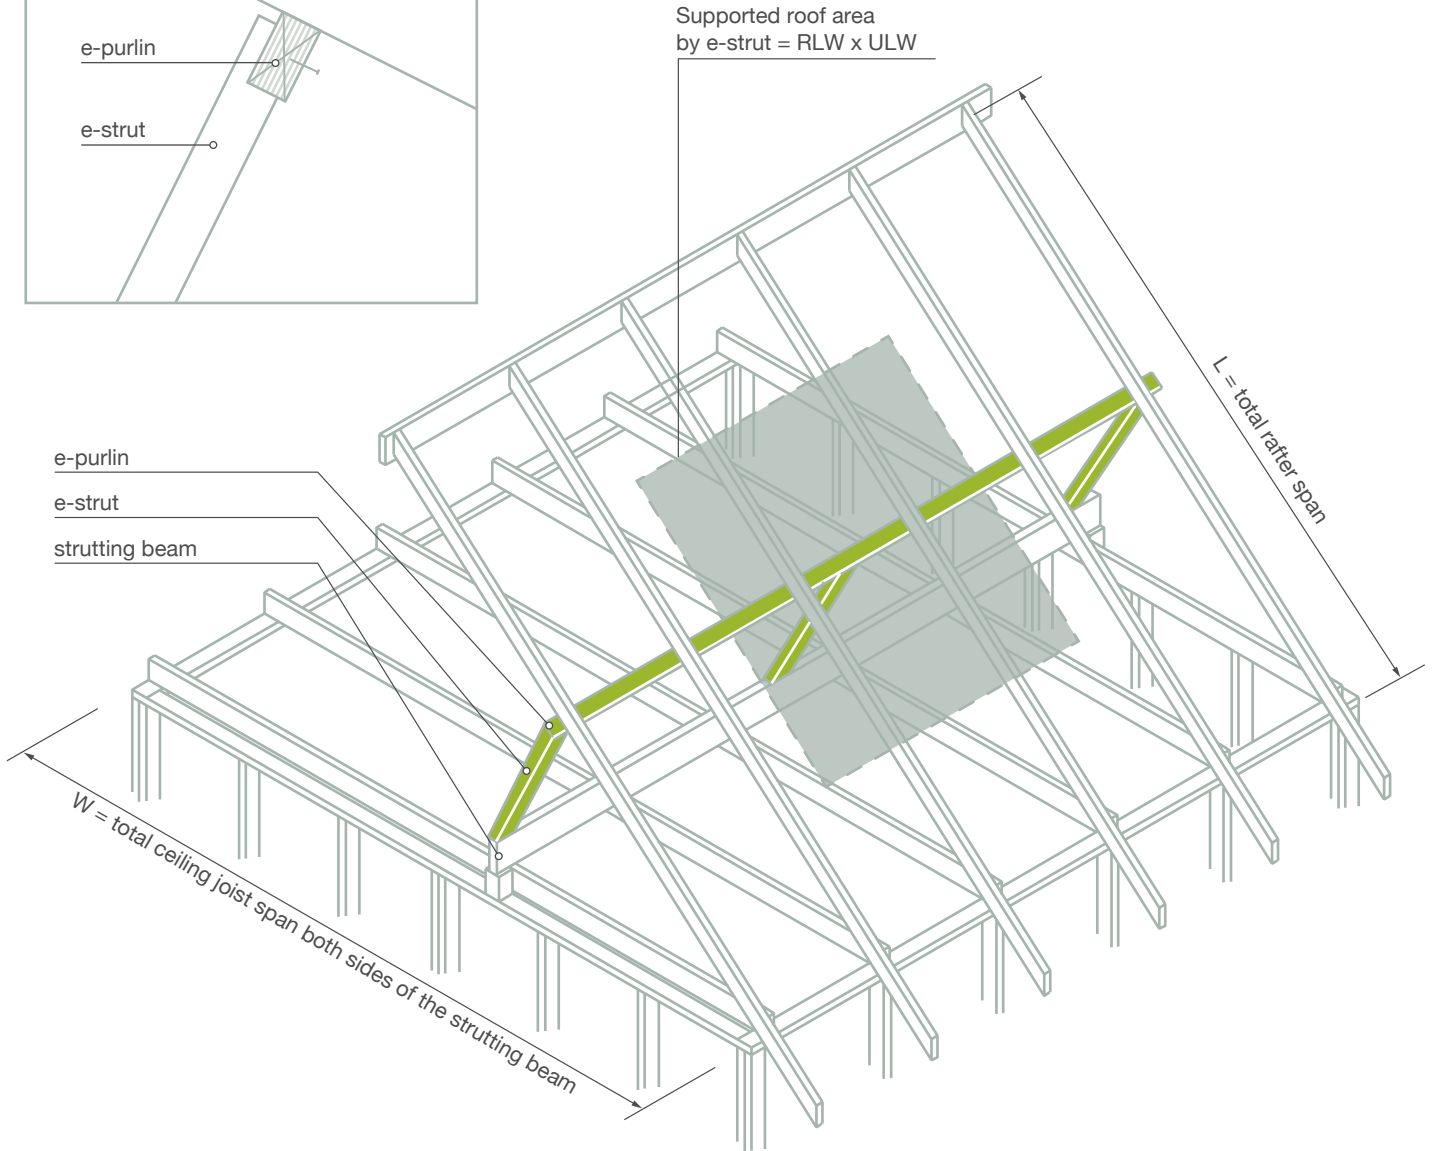 e-purlin
e-strut
Supported roof area
by e-strut = RLW x ULW
L = total rafter span
e-purlin
e-strut
strutting beam
W = total ceiling joist span both sides of the strutting beam